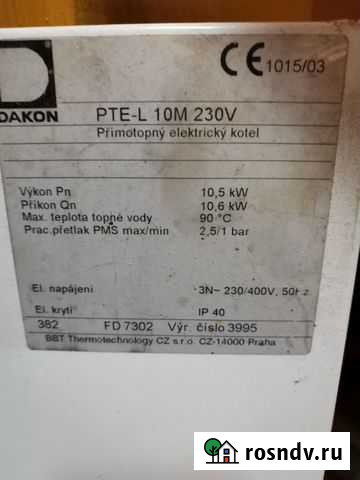 DAKON
CE 1015/03
PTE-L 10M 230V
Přímotopný elektrický kotel
Výkon Pn 10,5 kW
Příkon Qn 10,6 kW
Max. teplota topné vody 90 °C
Prac.přetlak PMS max/min 2,5/1 bar
El. napájení 3N~ 230/400V, 50Hz
El. krytí IP 40
382 FD 7302 Výr. číslo 3995
BBT Thermotechnology CZ s.r.o. CZ-14000 Praha
rosndv.ru